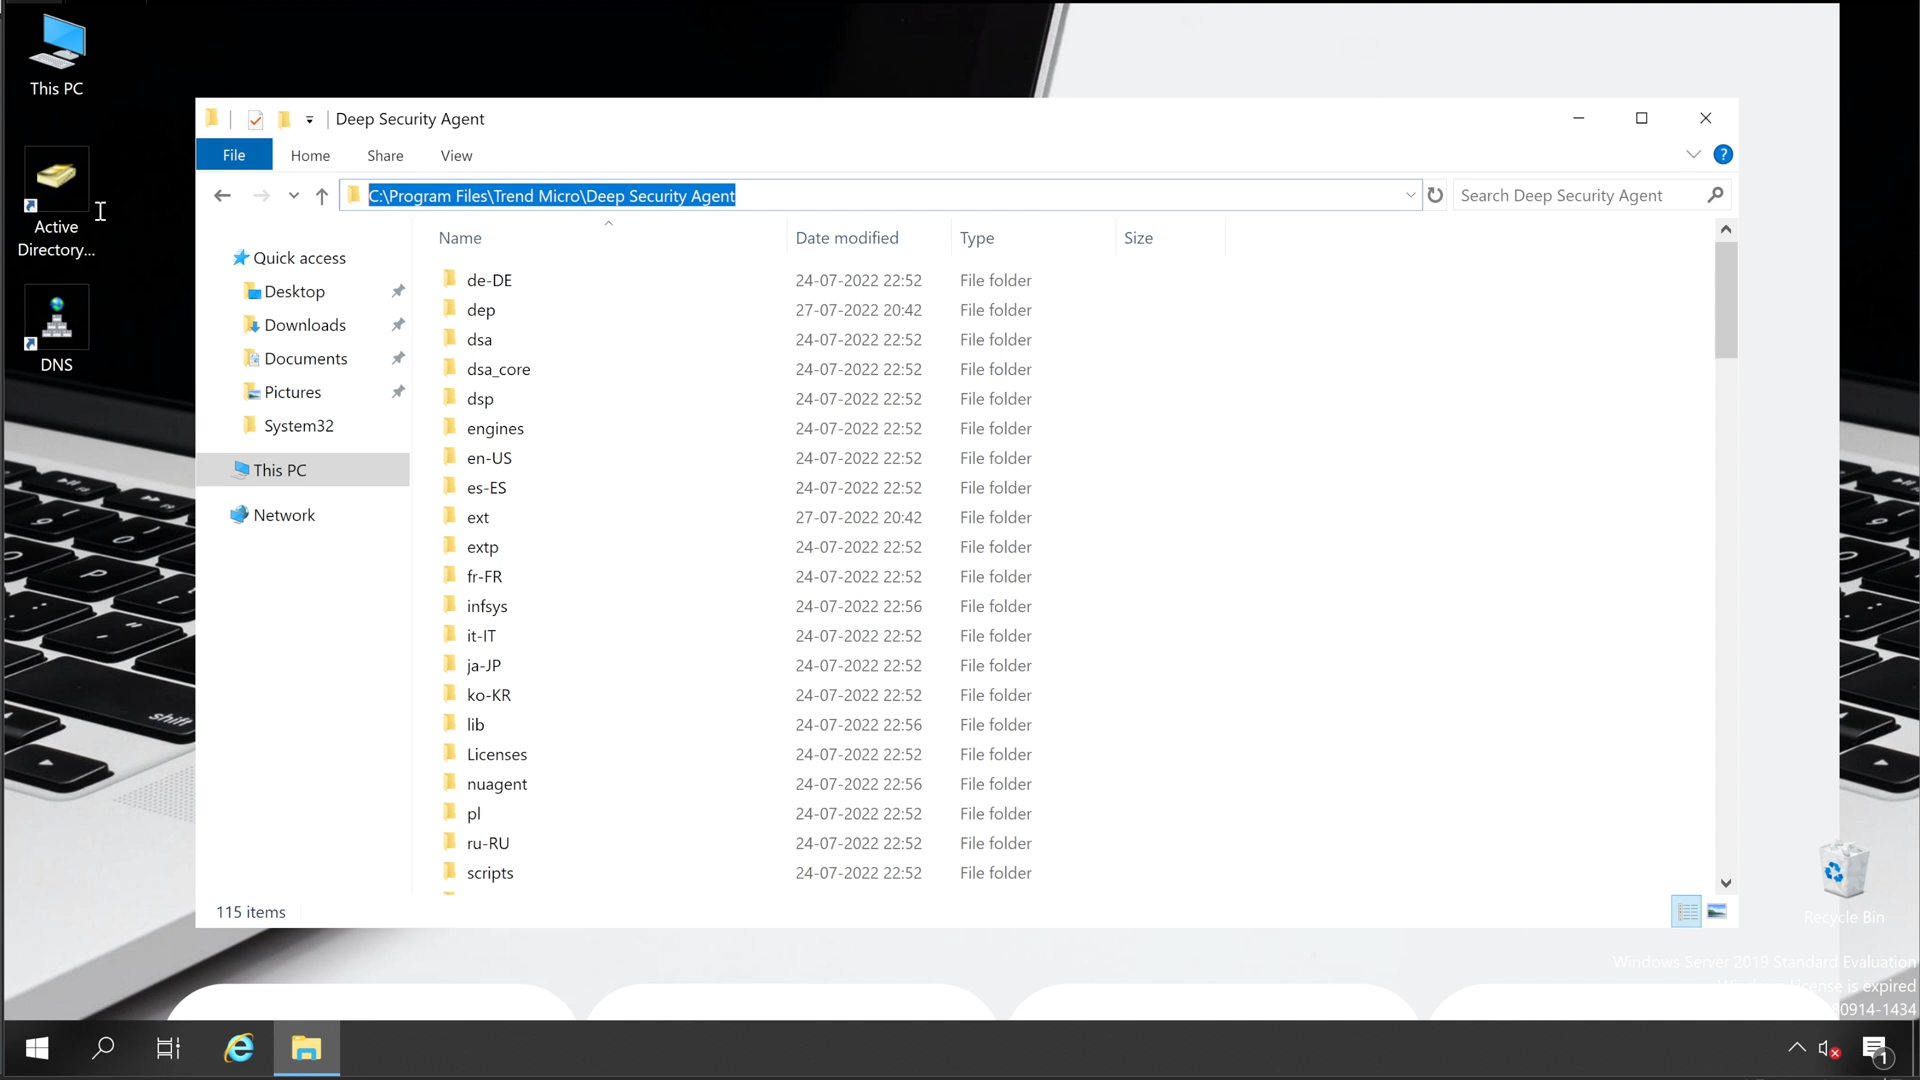 This PC
Active
Directory...
DNS
Deep Security Agent
File
Home
Share
View
C:\Program Files\Trend Micro\Deep Security Agent
Search Deep Security Agent
Name
Date modified
Type
Size
Quick access
Desktop
Downloads
Documents
Pictures
System32
This PC
Network
de-DE 24-07-2022 22:52 File folder
dep 27-07-2022 20:42 File folder
dsa 24-07-2022 22:52 File folder
dsa_core 24-07-2022 22:52 File folder
dsp 24-07-2022 22:52 File folder
engines 24-07-2022 22:52 File folder
en-US 24-07-2022 22:52 File folder
es-ES 24-07-2022 22:52 File folder
ext 27-07-2022 20:42 File folder
extp 24-07-2022 22:52 File folder
fr-FR 24-07-2022 22:52 File folder
infsys 24-07-2022 22:56 File folder
it-IT 24-07-2022 22:52 File folder
ja-JP 24-07-2022 22:52 File folder
ko-KR 24-07-2022 22:52 File folder
lib 24-07-2022 22:56 File folder
Licenses 24-07-2022 22:52 File folder
nuagent 24-07-2022 22:56 File folder
pl 24-07-2022 22:52 File folder
ru-RU 24-07-2022 22:52 File folder
scripts 24-07-2022 22:52 File folder
115 items
Recycle Bin
Windows Server 2019 Standard Evaluation
Windows License is expired
0914-1434
shift
1